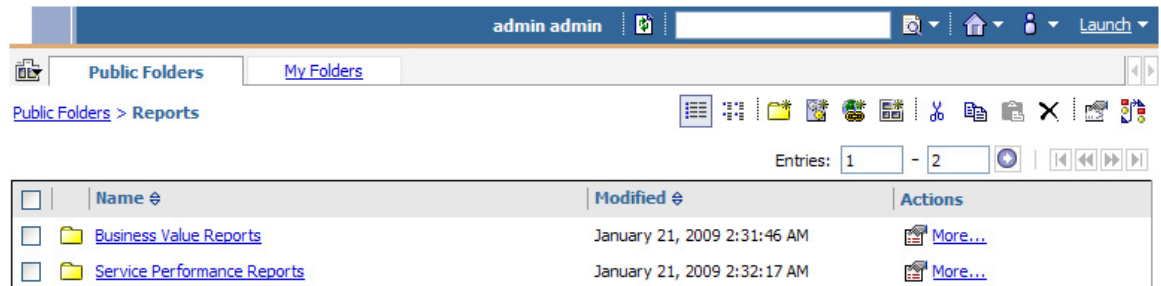 admin admin
Launch
Public Folders My Folders
Public Folders > Reports
Entries: 1 - 2
Name Modified Actions
Business Value Reports January 21, 2009 2:31:46 AM More...
Service Performance Reports January 21, 2009 2:32:17 AM More...